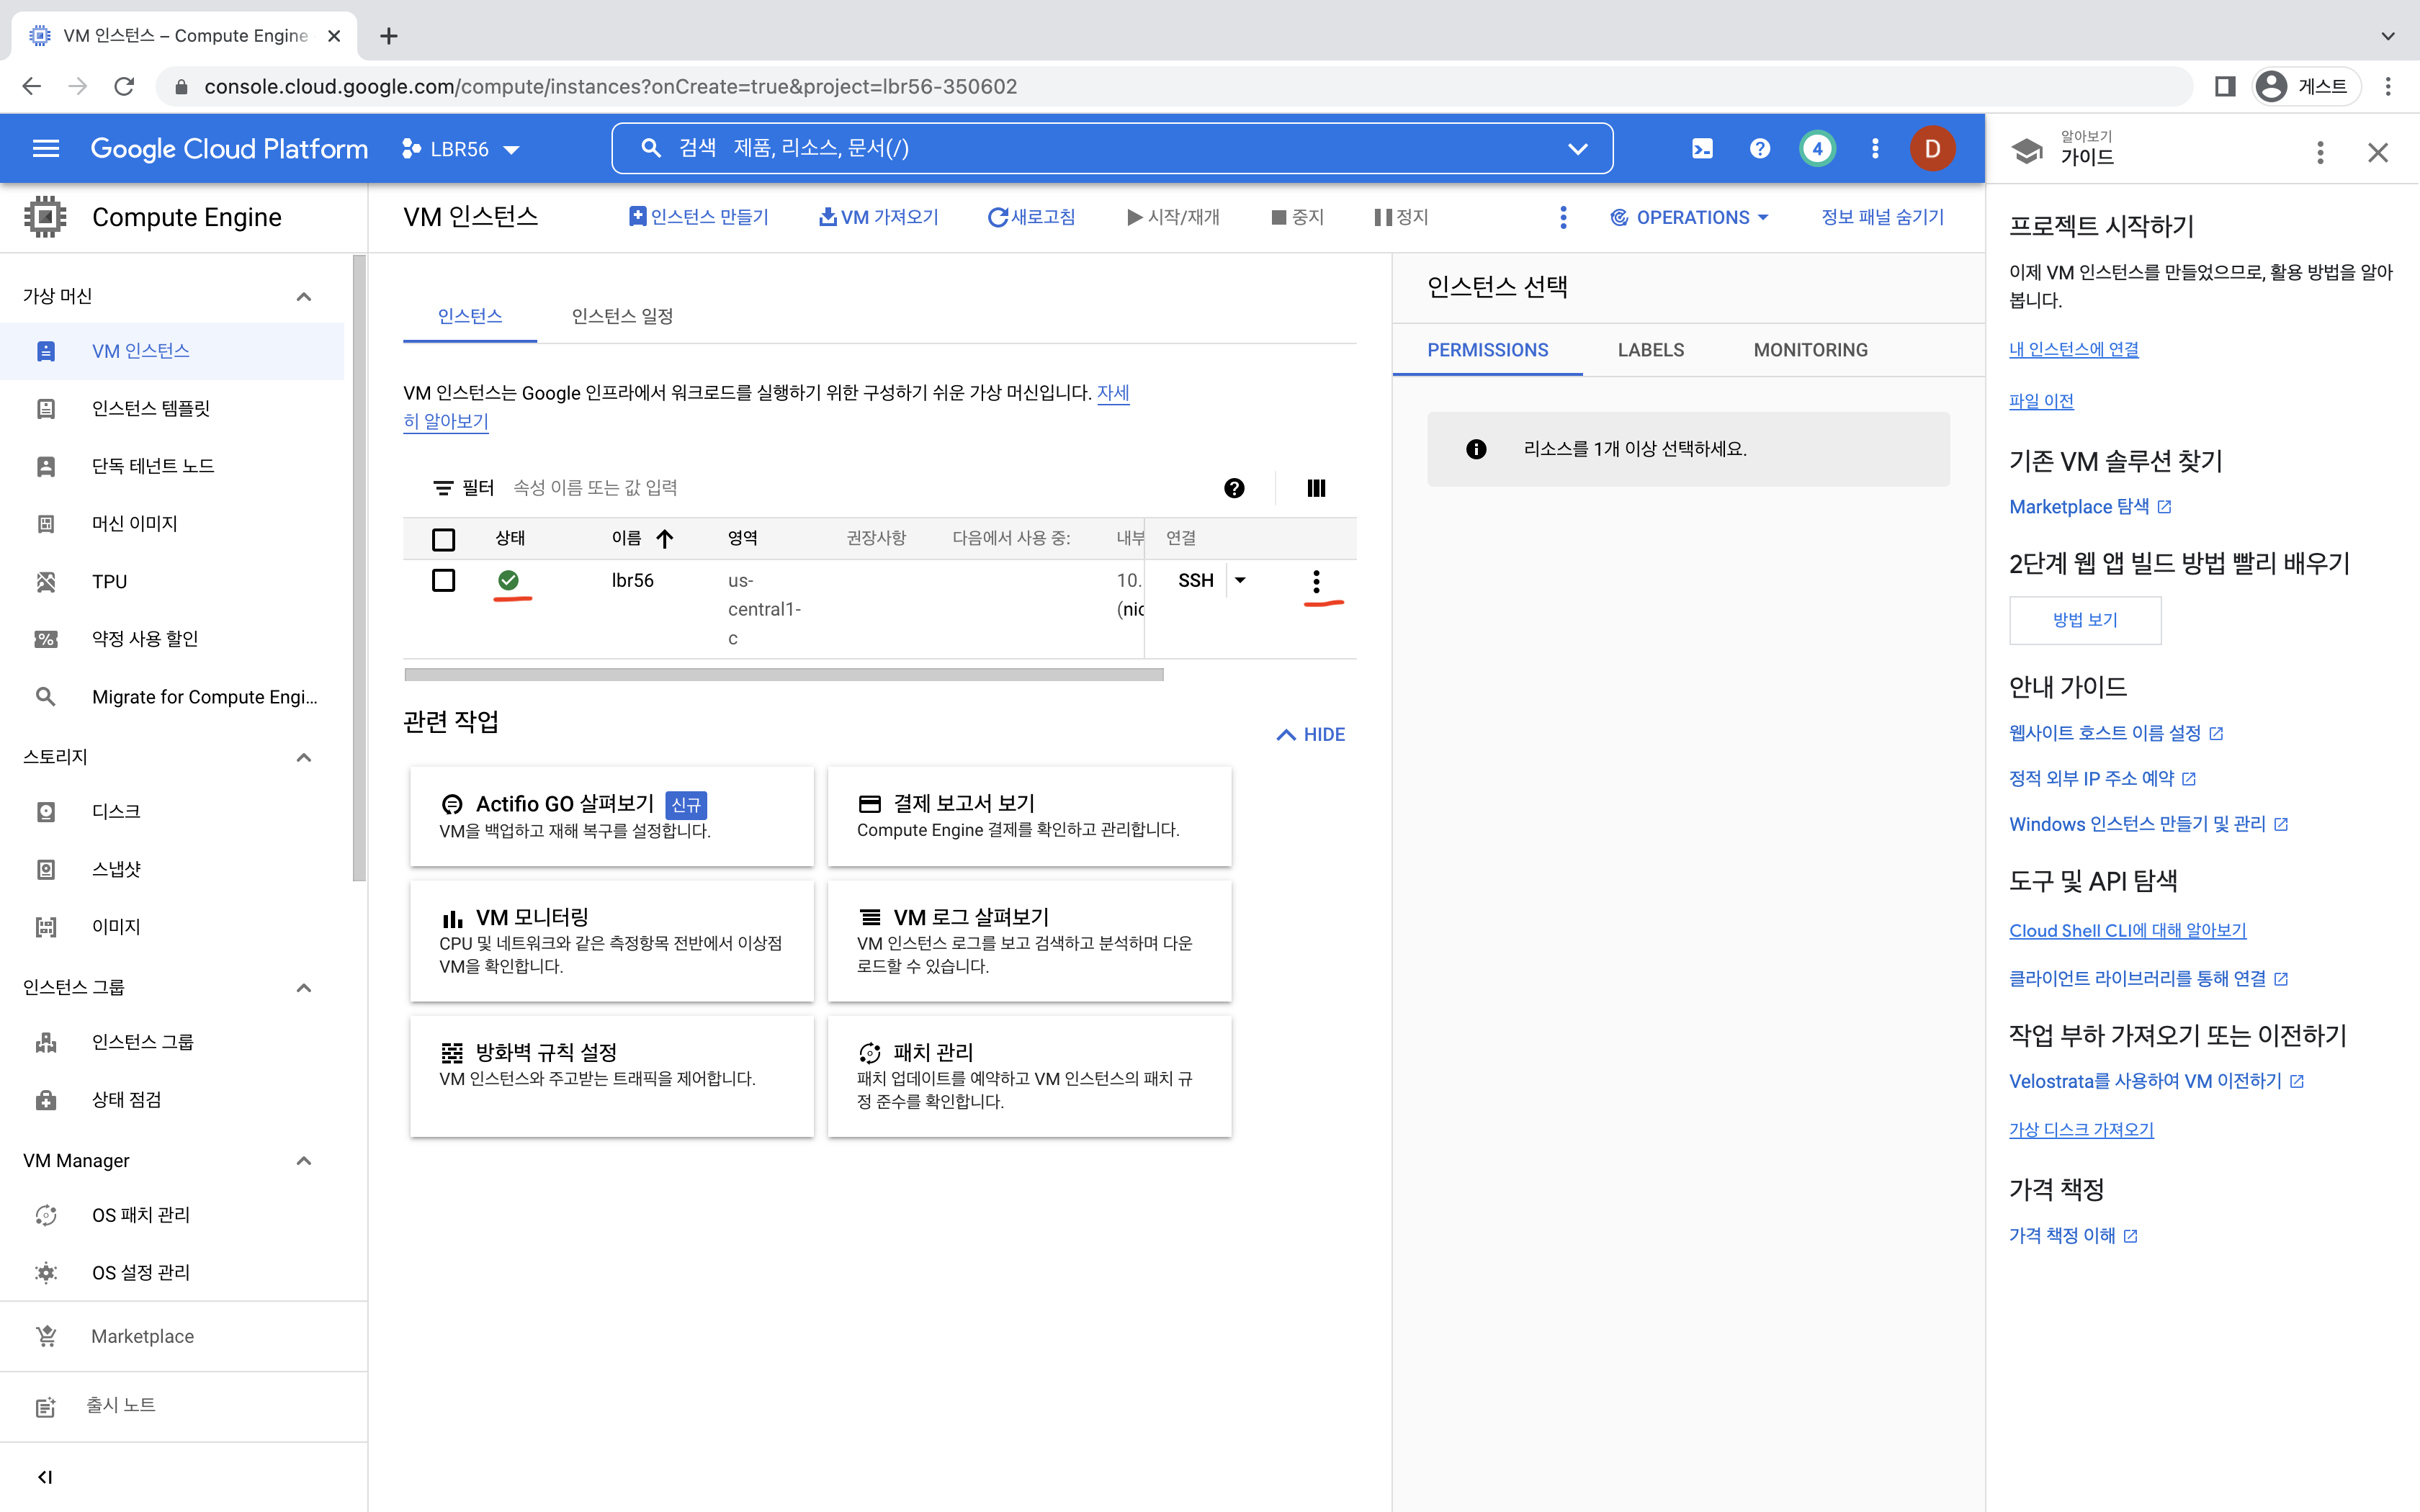 VM 인스턴스 – Compute Engine
console.cloud.google.com/compute/instances?onCreate=true&project=lbr56-350602
게스트
Google Cloud Platform
LBR56
검색 제품, 리소스, 문서(/)
4
D
알아보기
가이드
Compute Engine
VM 인스턴스
인스턴스 만들기
VM 가져오기
새로고침
시작/재개
중지
정지
OPERATIONS
정보 패널 숨기기
가상 머신
VM 인스턴스
인스턴스 템플릿
단독 테넌트 노드
머신 이미지
TPU
약정 사용 할인
Migrate for Compute Engi...
스토리지
디스크
스냅샷
이미지
인스턴스 그룹
인스턴스 그룹
상태 점검
VM Manager
OS 패치 관리
OS 설정 관리
Marketplace
출시 노트
인스턴스
인스턴스 일정
VM 인스턴스는 Google 인프라에서 워크로드를 실행하기 위한 구성하기 쉬운 가상 머신입니다. 자세
히 알아보기
필터 속성 이름 또는 값 입력
상태 이름 영역 권장사항 다음에서 사용 중: 내부 연결
lbr56 us- 10. SSH
central1- (nic
c
관련 작업
HIDE
Actifio GO 살펴보기 신규
VM을 백업하고 재해 복구를 설정합니다.
결제 보고서 보기
Compute Engine 결제를 확인하고 관리합니다.
VM 모니터링
CPU 및 네트워크와 같은 측정항목 전반에서 이상점
VM을 확인합니다.
VM 로그 살펴보기
VM 인스턴스 로그를 보고 검색하고 분석하며 다운
로드할 수 있습니다.
방화벽 규칙 설정
VM 인스턴스와 주고받는 트래픽을 제어합니다.
패치 관리
패치 업데이트를 예약하고 VM 인스턴스의 패치 규
정 준수를 확인합니다.
인스턴스 선택
PERMISSIONS
LABELS
MONITORING
리소스를 1개 이상 선택하세요.
프로젝트 시작하기
이제 VM 인스턴스를 만들었으므로, 활용 방법을 알아
봅니다.
내 인스턴스에 연결
파일 이전
기존 VM 솔루션 찾기
Marketplace 탐색
2단계 웹 앱 빌드 방법 빨리 배우기
방법 보기
안내 가이드
웹사이트 호스트 이름 설정
정적 외부 IP 주소 예약
Windows 인스턴스 만들기 및 관리
도구 및 API 탐색
Cloud Shell CLI에 대해 알아보기
클라이언트 라이브러리를 통해 연결
작업 부하 가져오기 또는 이전하기
Velostrata를 사용하여 VM 이전하기
가상 디스크 가져오기
가격 책정
가격 책정 이해